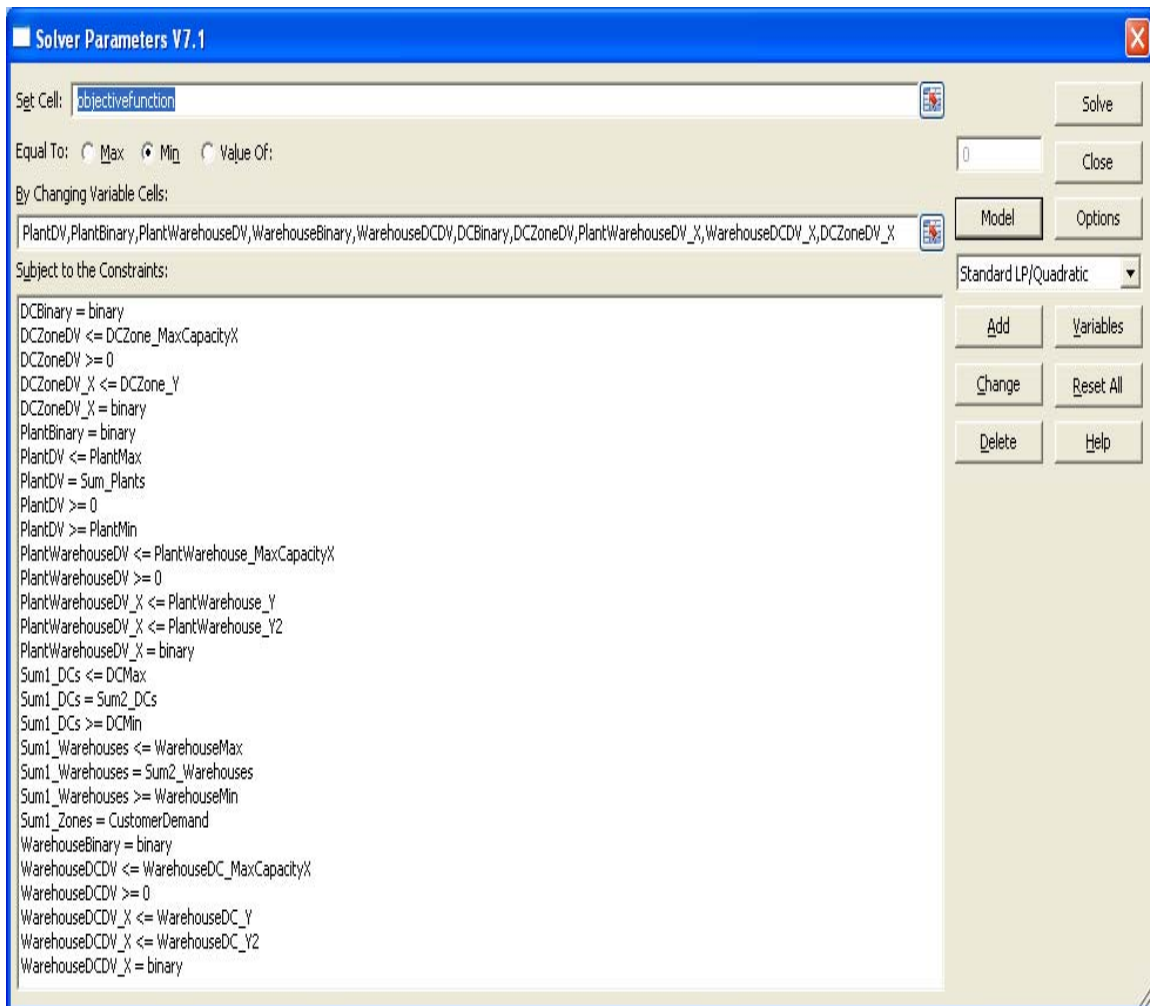 Solver Parameters V7.1
Set Cell: objectivefunction
Solve
Equal To: Max Min Value Of: 0
Close
By Changing Variable Cells:
Model Options
PlantDV,PlantBinary,PlantWarehouseDV,WarehouseBinary,WarehouseDCDV,DCBinary,DCZoneDV,PlantWarehouseDV_X,WarehouseDCDV_X,DCZoneDV_X
Subject to the Constraints:
Standard LP/Quadratic
DCBinary = binary
DCZoneDV <= DCZone_MaxCapacityX
DCZoneDV >= 0
DCZoneDV_X <= DCZone_Y
DCZoneDV_X = binary
PlantBinary = binary
PlantDV <= PlantMax
PlantDV = Sum_Plants
PlantDV >= 0
PlantDV >= PlantMin
PlantWarehouseDV <= PlantWarehouse_MaxCapacityX
PlantWarehouseDV >= 0
PlantWarehouseDV_X <= PlantWarehouse_Y
PlantWarehouseDV_X <= PlantWarehouse_Y2
PlantWarehouseDV_X = binary
Sum1_DCs <= DCMax
Sum1_DCs = Sum2_DCs
Sum1_DCs >= DCMin
Sum1_Warehouses <= WarehouseMax
Sum1_Warehouses = Sum2_Warehouses
Sum1_Warehouses >= WarehouseMin
Sum1_Zones = CustomerDemand
WarehouseBinary = binary
WarehouseDCDV <= WarehouseDC_MaxCapacityX
WarehouseDCDV >= 0
WarehouseDCDV_X <= WarehouseDC_Y
WarehouseDCDV_X <= WarehouseDC_Y2
WarehouseDCDV_X = binary
Add Variables
Change Reset All
Delete Help